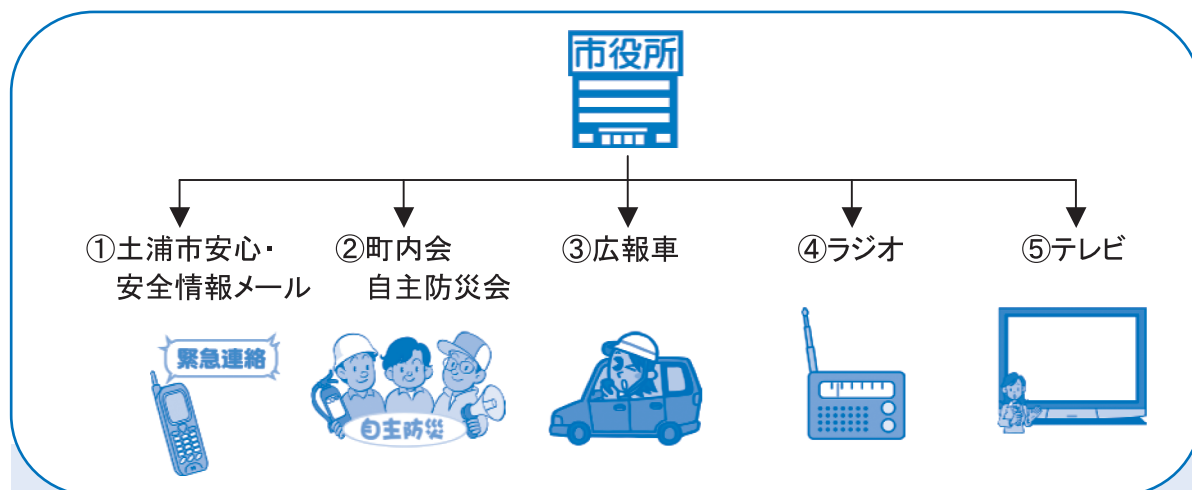 市役所
①土浦市安心・
安全情報メール
②町内会
自主防災会
③広報車
④ラジオ
⑤テレビ
緊急連絡
自主防災